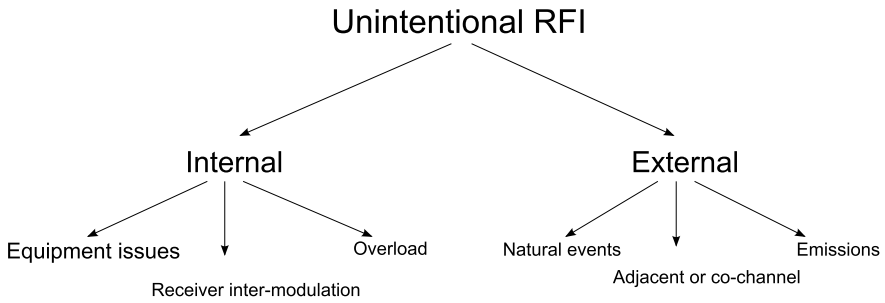 Unintentional RFI
Internal
External
Equipment issues
Receiver inter-modulation
Overload
Natural events
Adjacent or co-channel
Emissions